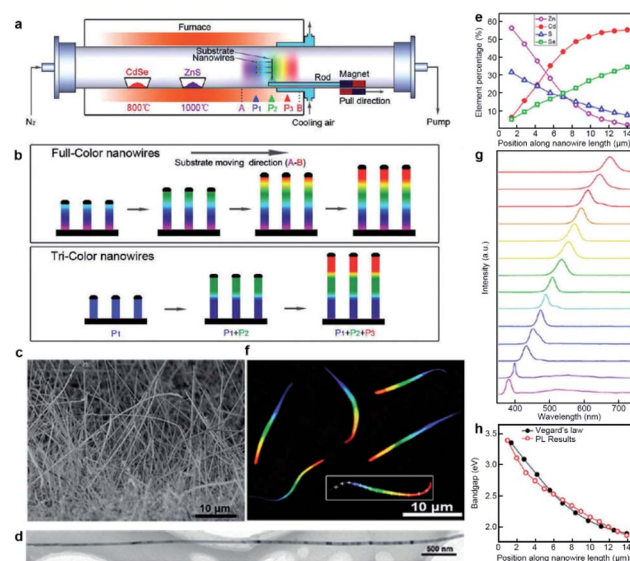 a
Furnace
Substrate
Nanowires
CdSe
ZnS
Rod
Magnet
Pull direction
800℃
1000℃
A P₁ P₂ P₃ B
N₂
Cooling air
Pump
b
Full-Color nanowires
Substrate moving direction (A-B)
Tri-Color nanowires
P₁
P₁+P₂
P₁+P₂+P₃
c
10 μm
d
500 nm
e
Element percentage (%)
60
50
40
30
20
10
0
Zn
Cd
S
Se
0 2 4 6 8 10 12 14
Position along nanowire length (μm)
f
10 μm
g
Intensity (a.u.)
400 500 600 700
Wavelength (nm)
h
Bandgap (eV)
3.5
3.0
2.5
2.0
Vegard's law
PL Results
0 2 4 6 8 10 12 14
Position along nanowire length (μm)